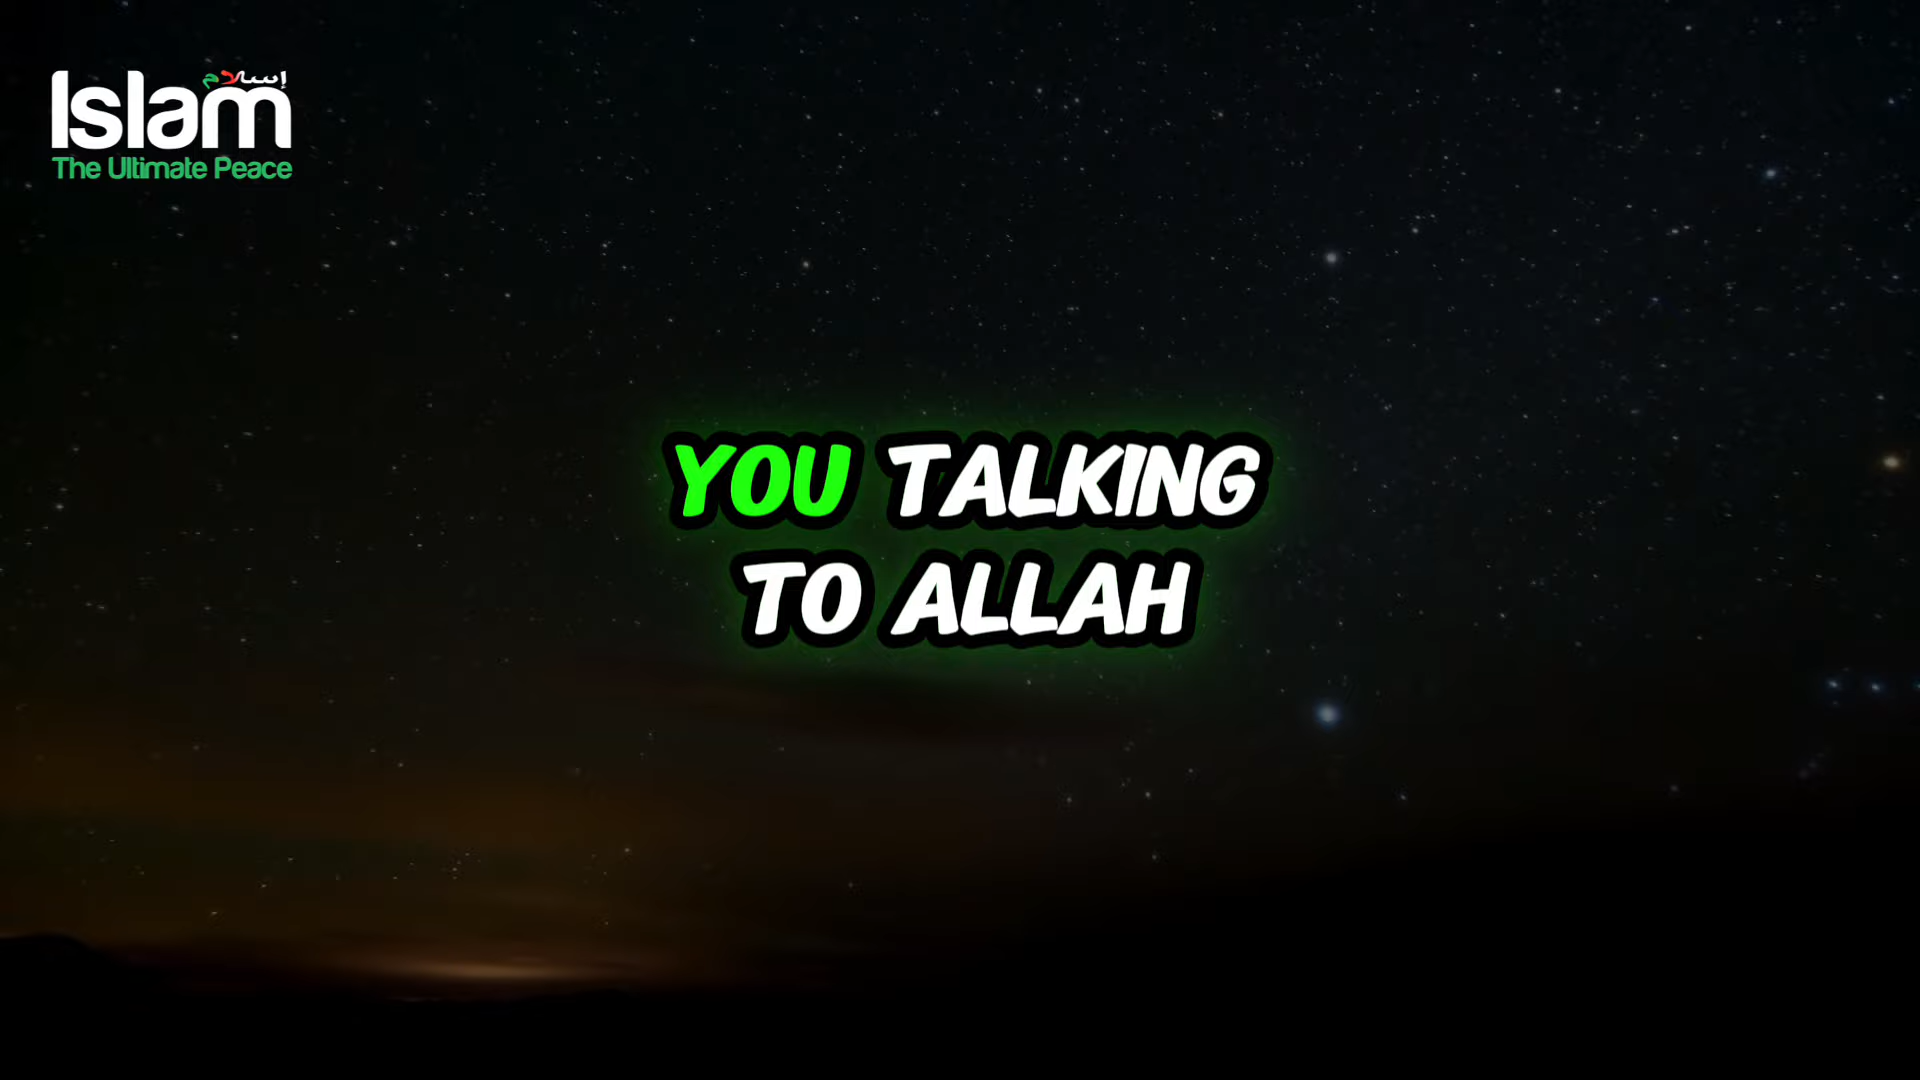 إسلام
Islam
The Ultimate Peace
YOU TALKING
TO ALLAH